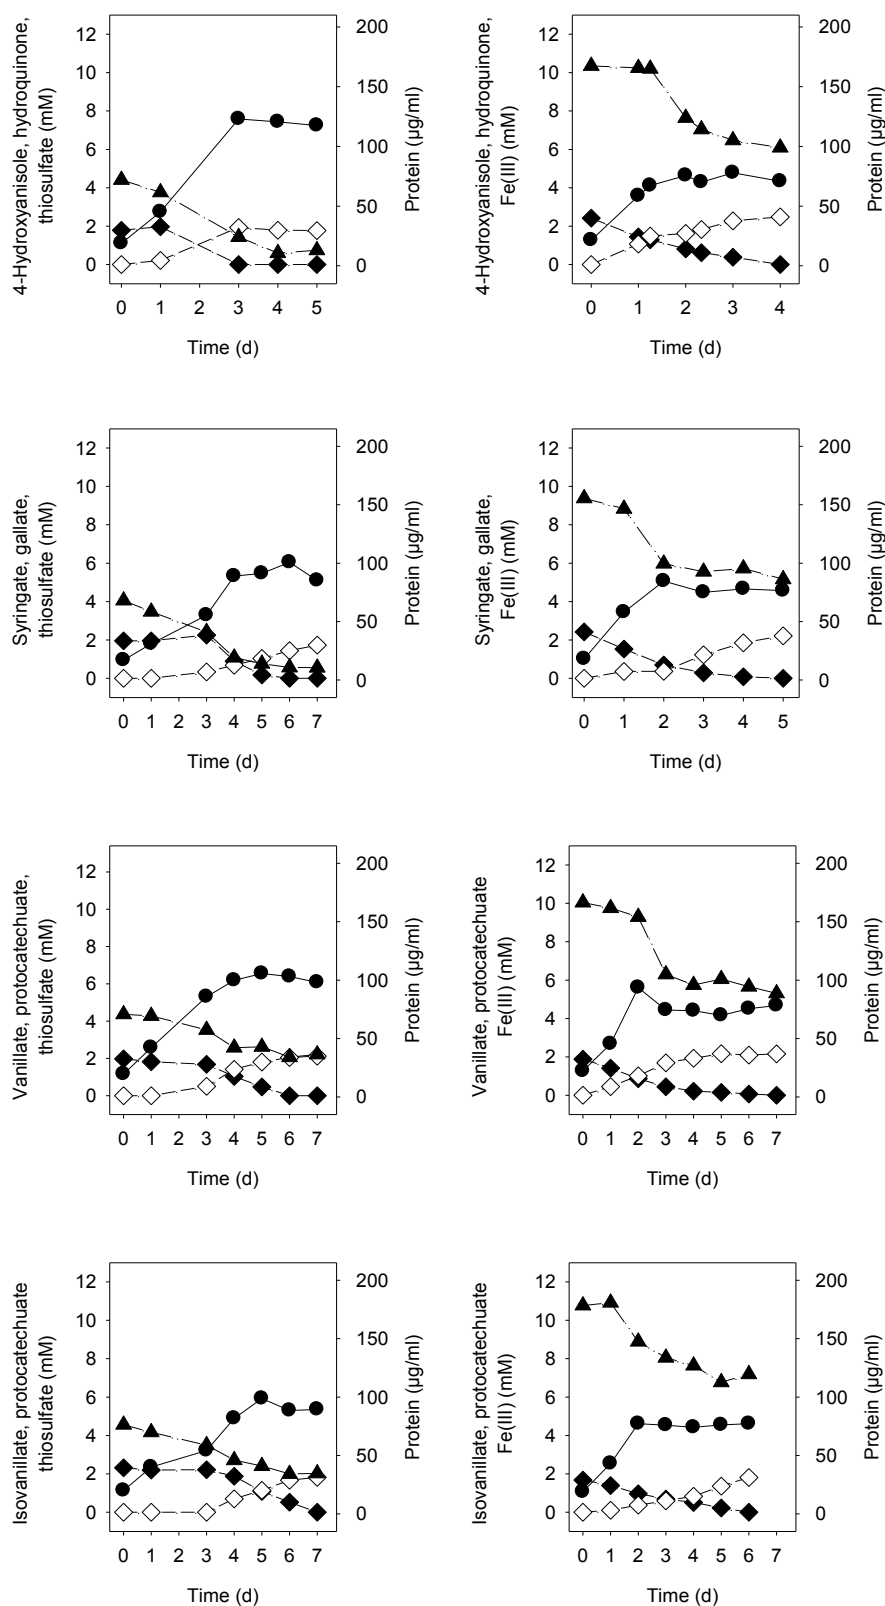 4-Hydroxyanisole, hydroquinone,
thiosulfate (mM)
12
10
8
6
4
2
0
200
150
100
50
0
Protein (µg/ml)
0 1 2 3 4 5
Time (d)
4-Hydroxyanisole, hydroquinone,
Fe(III) (mM)
12
10
8
6
4
2
0
200
150
100
50
0
Protein (µg/ml)
0 1 2 3 4
Time (d)
Syringate, gallate,
thiosulfate (mM)
12
10
8
6
4
2
0
200
150
100
50
0
Protein (µg/ml)
0 1 2 3 4 5 6 7
Time (d)
Syringate, gallate,
Fe(III) (mM)
12
10
8
6
4
2
0
200
150
100
50
0
Protein (µg/ml)
0 1 2 3 4 5
Time (d)
Vanillate, protocatechuate,
thiosulfate (mM)
12
10
8
6
4
2
0
200
150
100
50
0
Protein (µg/ml)
0 1 2 3 4 5 6 7
Time (d)
Vanillate, protocatechuate
Fe(III) (mM)
12
10
8
6
4
2
0
200
150
100
50
0
Protein (µg/ml)
0 1 2 3 4 5 6 7
Time (d)
Isovanillate, protocatechuate
thiosulfate (mM)
12
10
8
6
4
2
0
200
150
100
50
0
Protein (µg/ml)
0 1 2 3 4 5 6 7
Time (d)
Isovanillate, protocatechuate
Fe(III) (mM)
12
10
8
6
4
2
0
200
150
100
50
0
Protein (µg/ml)
0 1 2 3 4 5 6 7
Time (d)